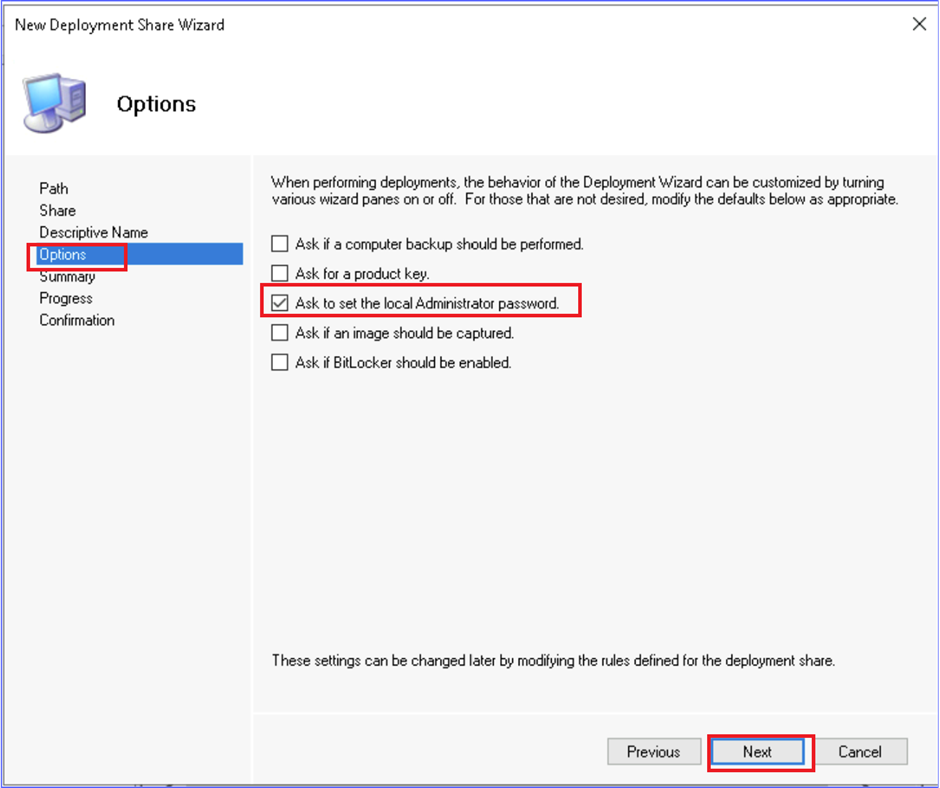 New Deployment Share Wizard
Options
Path
Share
Descriptive Name
Options
Summary
Progress
Confirmation
When performing deployments, the behavior of the Deployment Wizard can be customized by turning
various wizard panes on or off.  For those that are not desired, modify the defaults below as appropriate.
Ask if a computer backup should be performed.
Ask for a product key.
Ask to set the local Administrator password.
Ask if an image should be captured.
Ask if BitLocker should be enabled.
These settings can be changed later by modifying the rules defined for the deployment share.
Previous
Next
Cancel